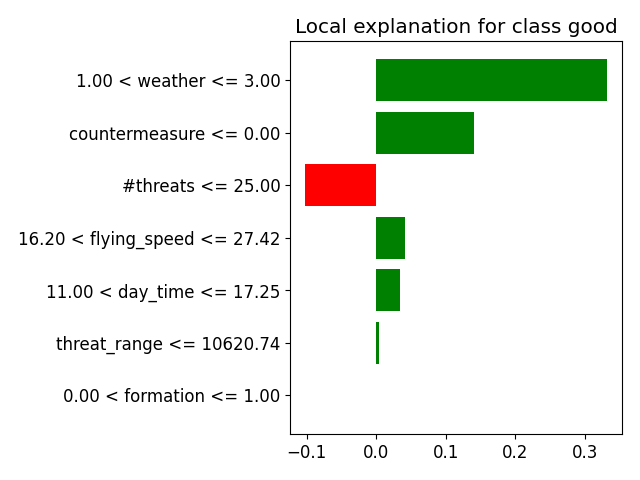 Local explanation for class good
1.00 < weather <= 3.00
countermeasure <= 0.00
#threats <= 25.00
16.20 < flying_speed <= 27.42
11.00 < day_time <= 17.25
threat_range <= 10620.74
0.00 < formation <= 1.00
−0.1 0.0 0.1 0.2 0.3